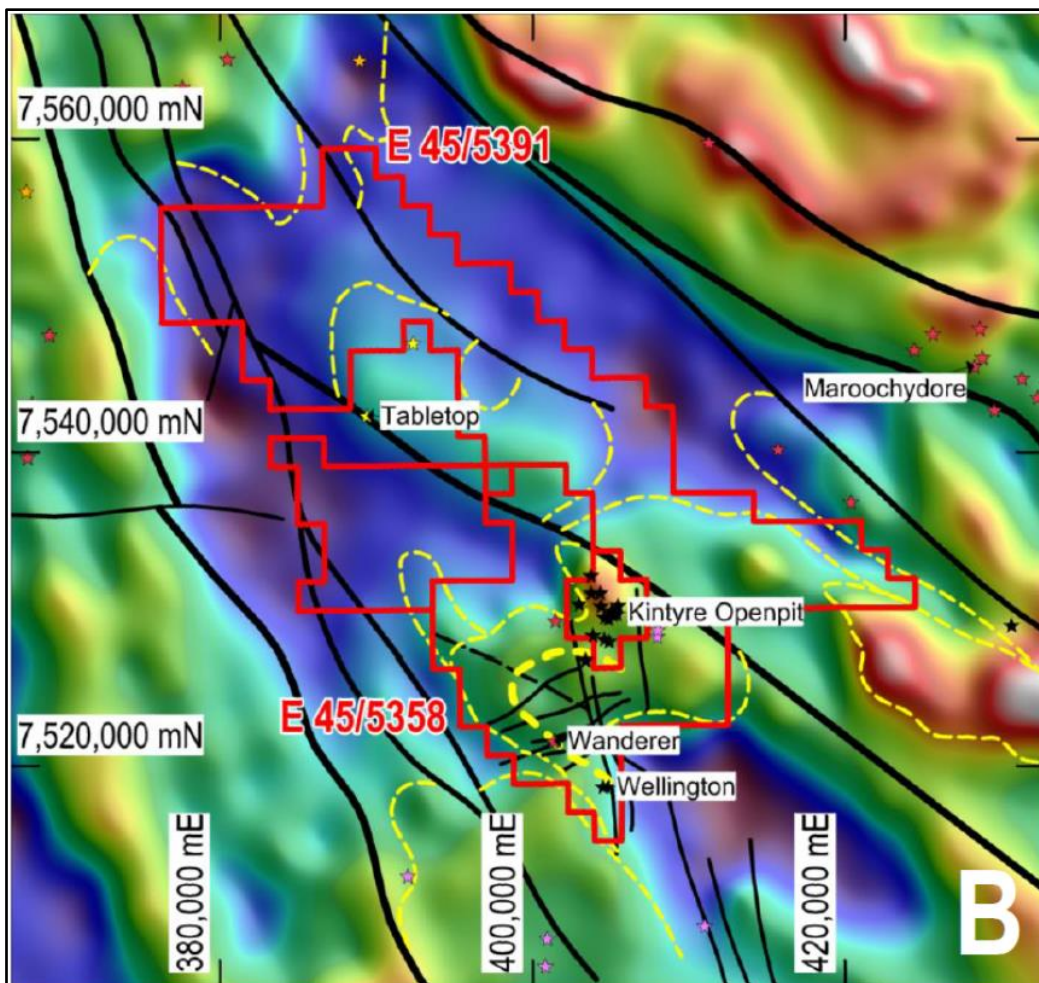 7,560,000 mN
E 45/5391
Maroochydore
Tabletop
7,540,000 mN
Kintyre Openpit
E 45/5358
7,520,000 mN
Wanderer
Wellington
380,000 mE
400,000 mE
420,000 mE
B